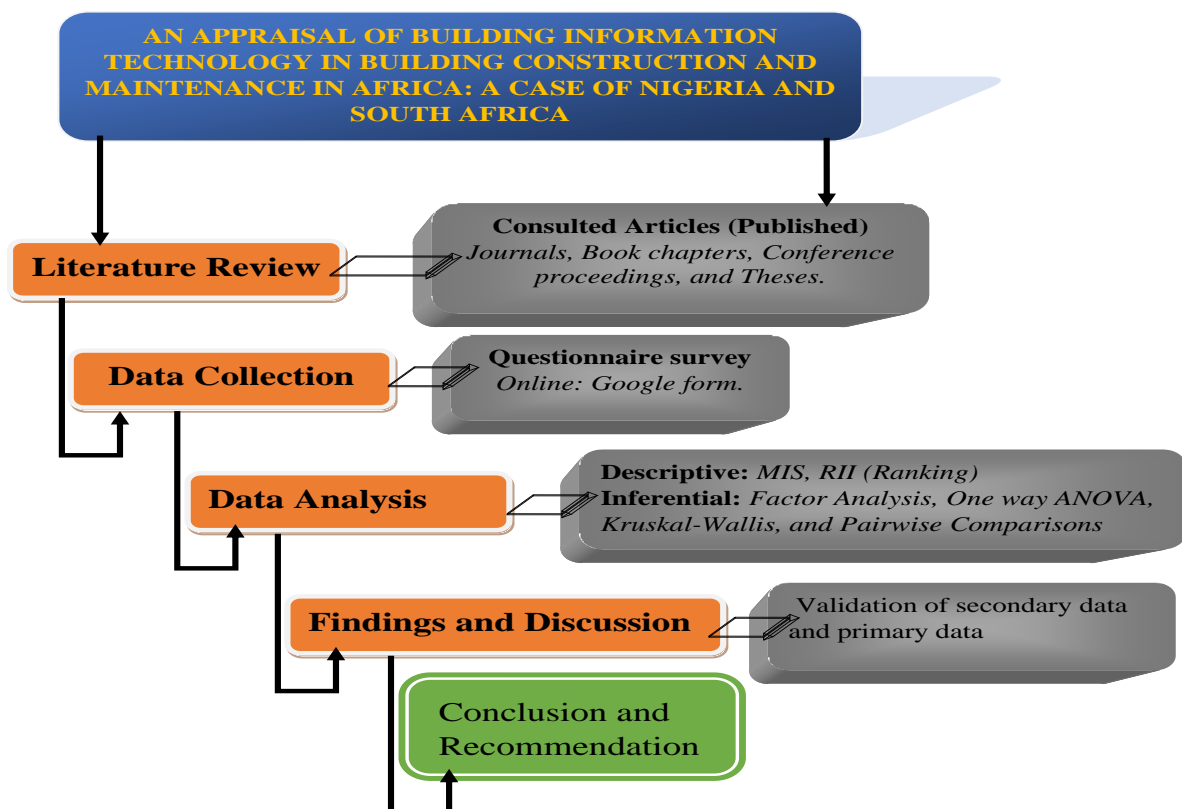 AN APPRAISAL OF BUILDING INFORMATION
TECHNOLOGY IN BUILDING CONSTRUCTION AND
MAINTENANCE IN AFRICA: A CASE OF NIGERIA AND
SOUTH AFRICA
Literature Review
Consulted Articles (Published)
Journals, Book chapters, Conference
proceedings, and Theses.
Data Collection
Questionnaire survey
Online: Google form.
Data Analysis
Descriptive: MIS, RII (Ranking)
Inferential: Factor Analysis, One way ANOVA,
Kruskal-Wallis, and Pairwise Comparisons
Findings and Discussion
Validation of secondary data
and primary data
Conclusion and
Recommendation